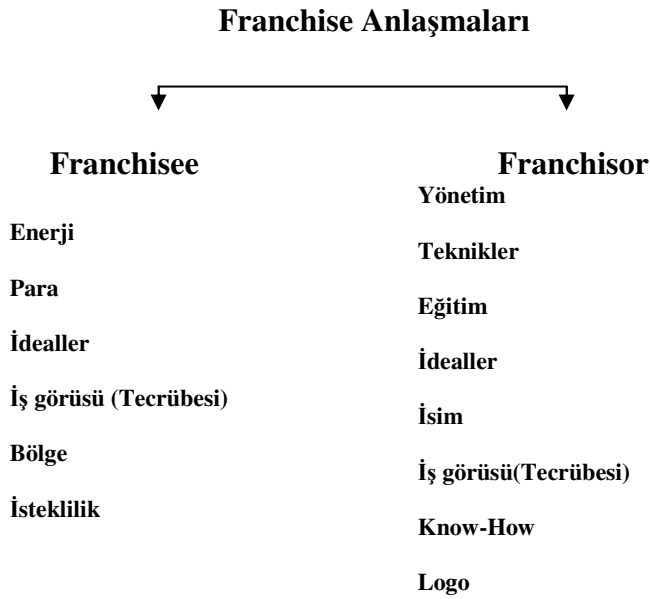 Franchise Anlaşmaları
Franchisee
Enerji
Para
İdealler
İş görüsü (Tecrübesi)
Bölge
İsteklilik
Franchisor
Yönetim
Teknikler
Eğitim
İdealler
İsim
İş görüsü(Tecrübesi)
Know-How
Logo